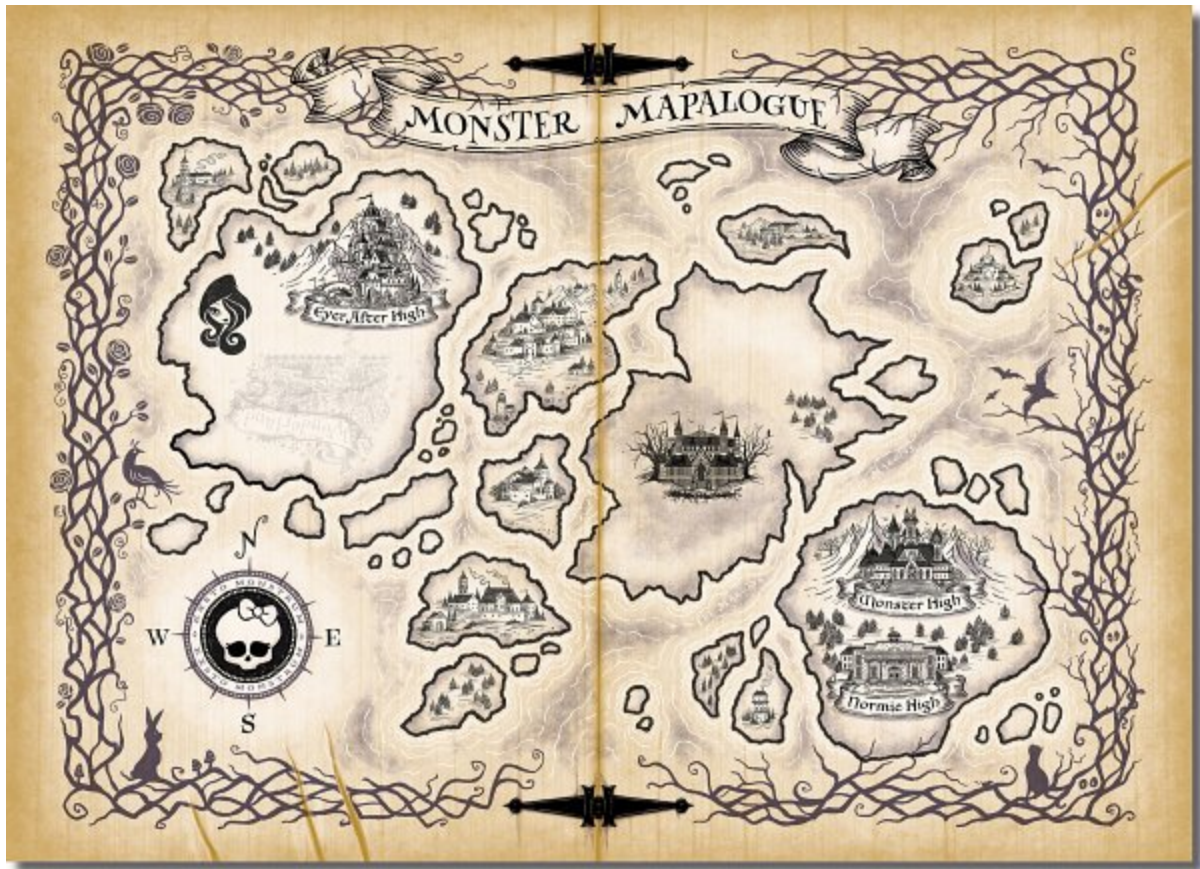 MONSTER MAPALOGUE
Ever After High
N
W
E
S
Monster High
Normie High